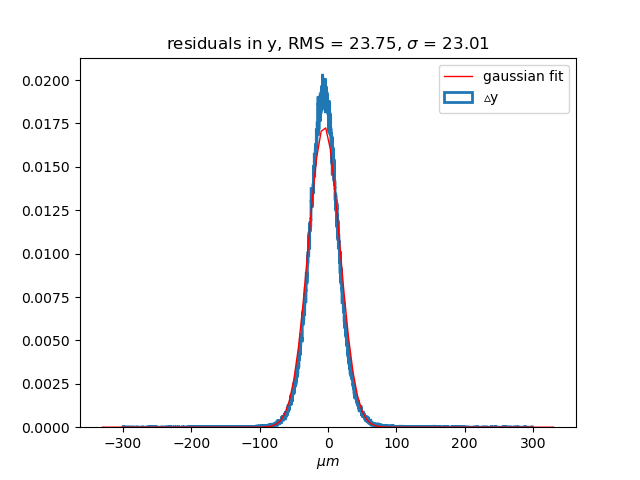 residuals in y, RMS = 23.75, σ = 23.01
gaussian fit
▵y
0.0200
0.0175
0.0150
0.0125
0.0100
0.0075
0.0050
0.0025
0.0000
−300 −200 −100 0 100 200 300
μm